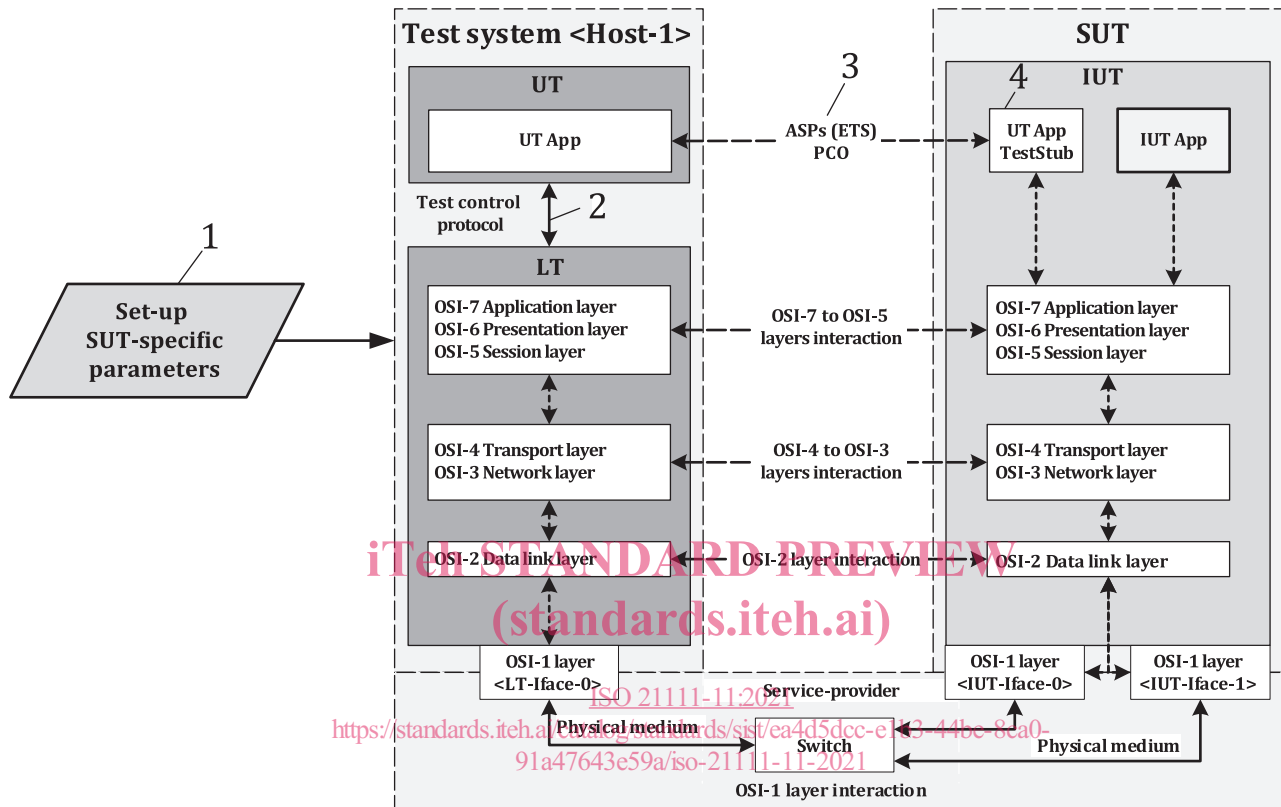 Test system <Host-1>
SUT
UT
UT App
3
ASPs (ETS)
PCO
4
IUT
UT App
TestStub
IUT App
Test control
protocol
2
1
Set-up
SUT-specific
parameters
LT
OSI-7 Application layer
OSI-6 Presentation layer
OSI-5 Session layer
OSI-7 to OSI-5
layers interaction
OSI-7 Application layer
OSI-6 Presentation layer
OSI-5 Session layer
OSI-4 Transport layer
OSI-3 Network layer
OSI-4 to OSI-3
layers interaction
OSI-4 Transport layer
OSI-3 Network layer
iTeh STANDARD PREVIEW
(standards.iteh.ai)
OSI-2 Data link layer
OSI-2 layer interaction
OSI-2 Data link layer
OSI-1 layer
<LT-Iface-0>
Service-provider
OSI-1 layer
<IUT-Iface-0>
OSI-1 layer
<IUT-Iface-1>
ISO 21111-11:2021
https://standards.iteh.ai/catalog/standards/sist/ea4d5dcc-e1b3-44bc-8ea0-
91a47643e59a/iso-21111-11-2021
Physical medium
Switch
Physical medium
OSI-1 layer interaction